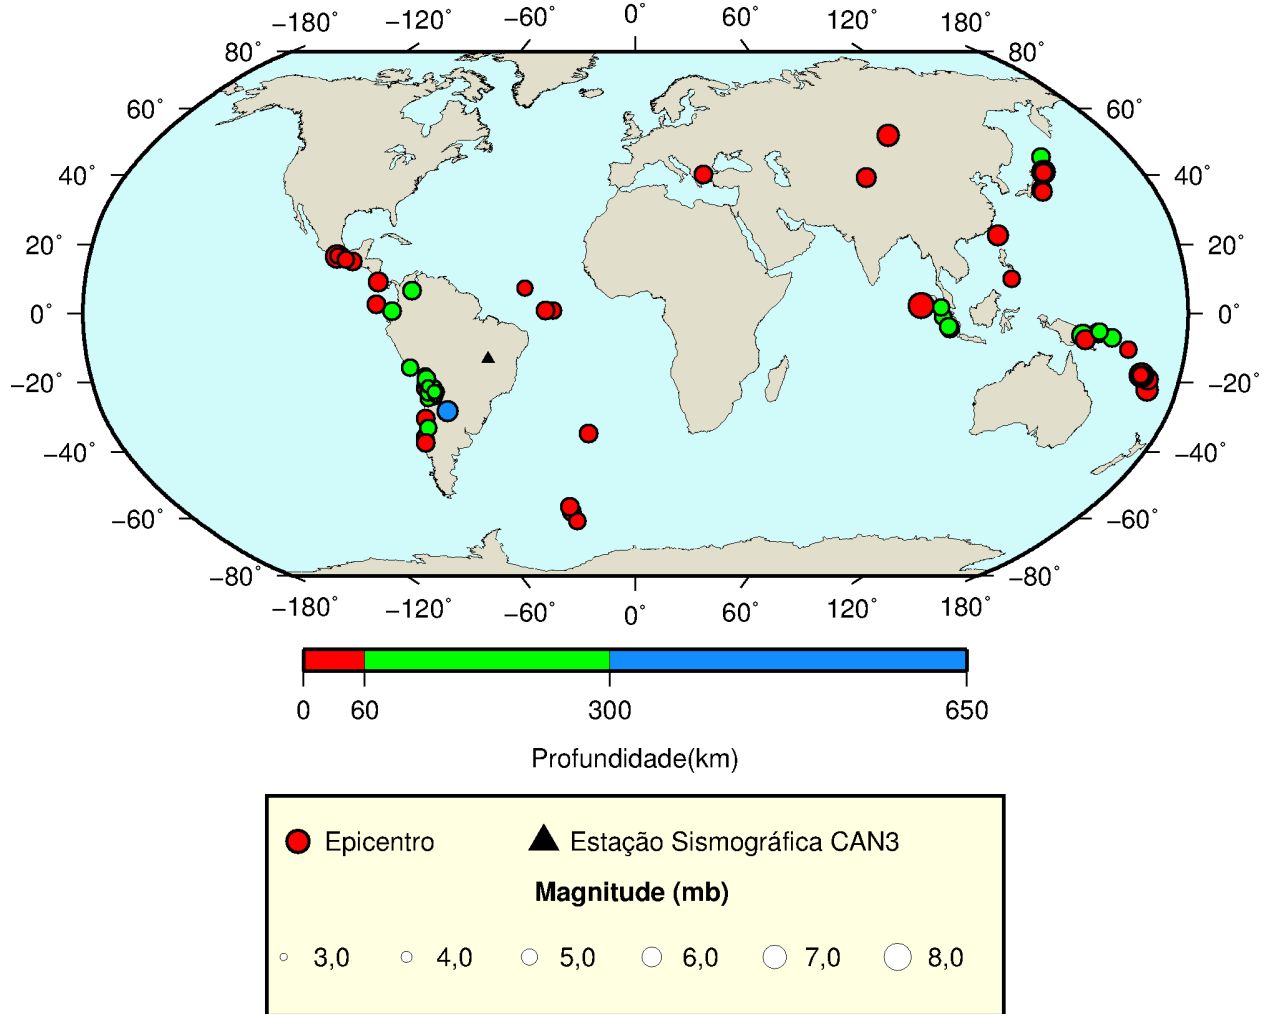 −180˚ −120˚ −60˚ 0˚ 60˚ 120˚ 180˚
80˚ 80˚
60˚ 60˚
40˚ 40˚
20˚ 20˚
0˚ 0˚
−20˚ −20˚
−40˚ −40˚
−60˚ −60˚
−80˚ −80˚
−180˚ −120˚ −60˚ 0˚ 60˚ 120˚ 180˚
0 60 300 650
Profundidade(km)
Epicentro Estação Sismográfica CAN3
Magnitude (mb)
3,0 4,0 5,0 6,0 7,0 8,0